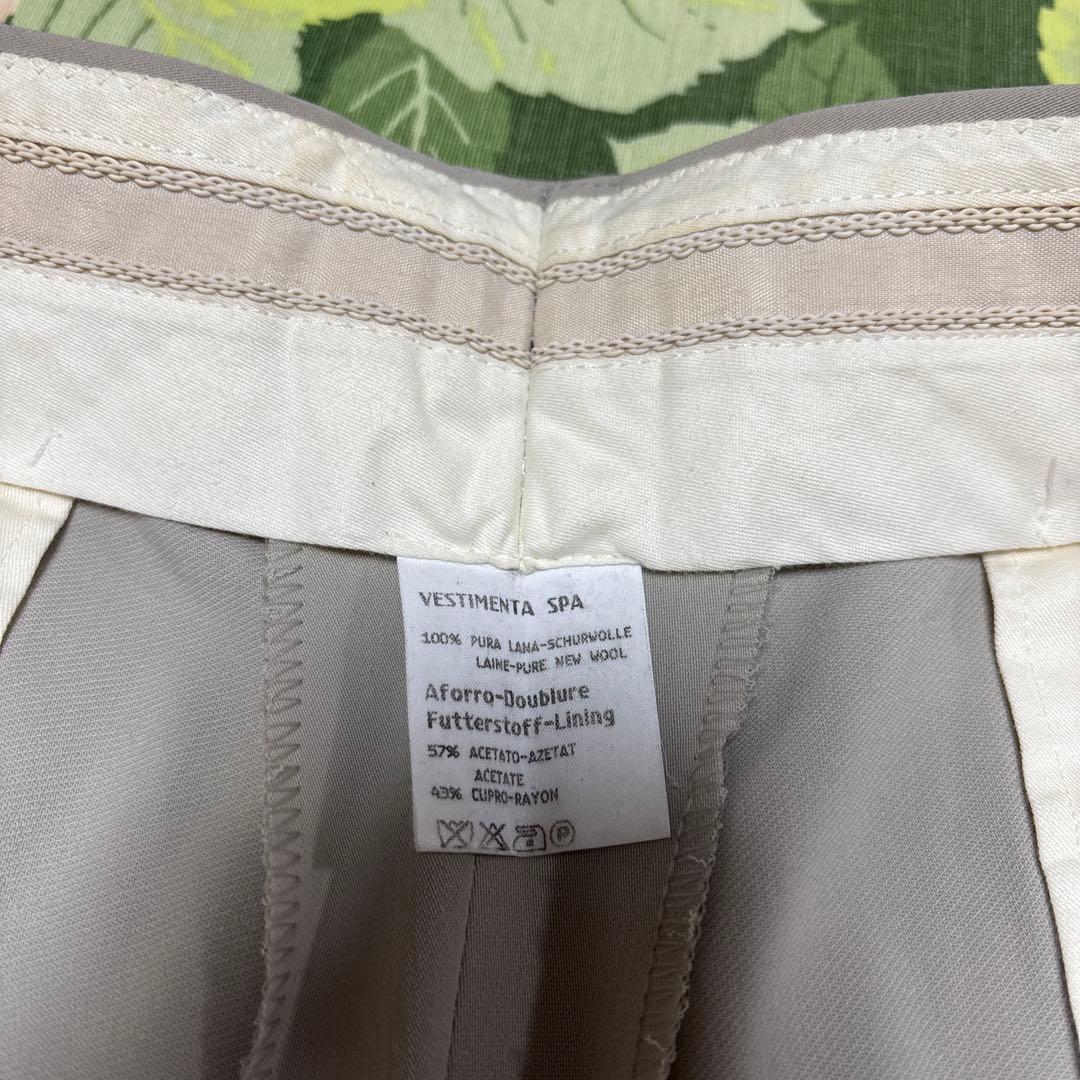 VESTIMENTA SPA
100% PURA LANA-SCHURWOLLE
LAINE-PURE NEW WOOL
Aforro-Doublure
Futterstoff-Lining
57% ACETATO-AZETAT
ACETATE
43% CUPRO-RAYON
P